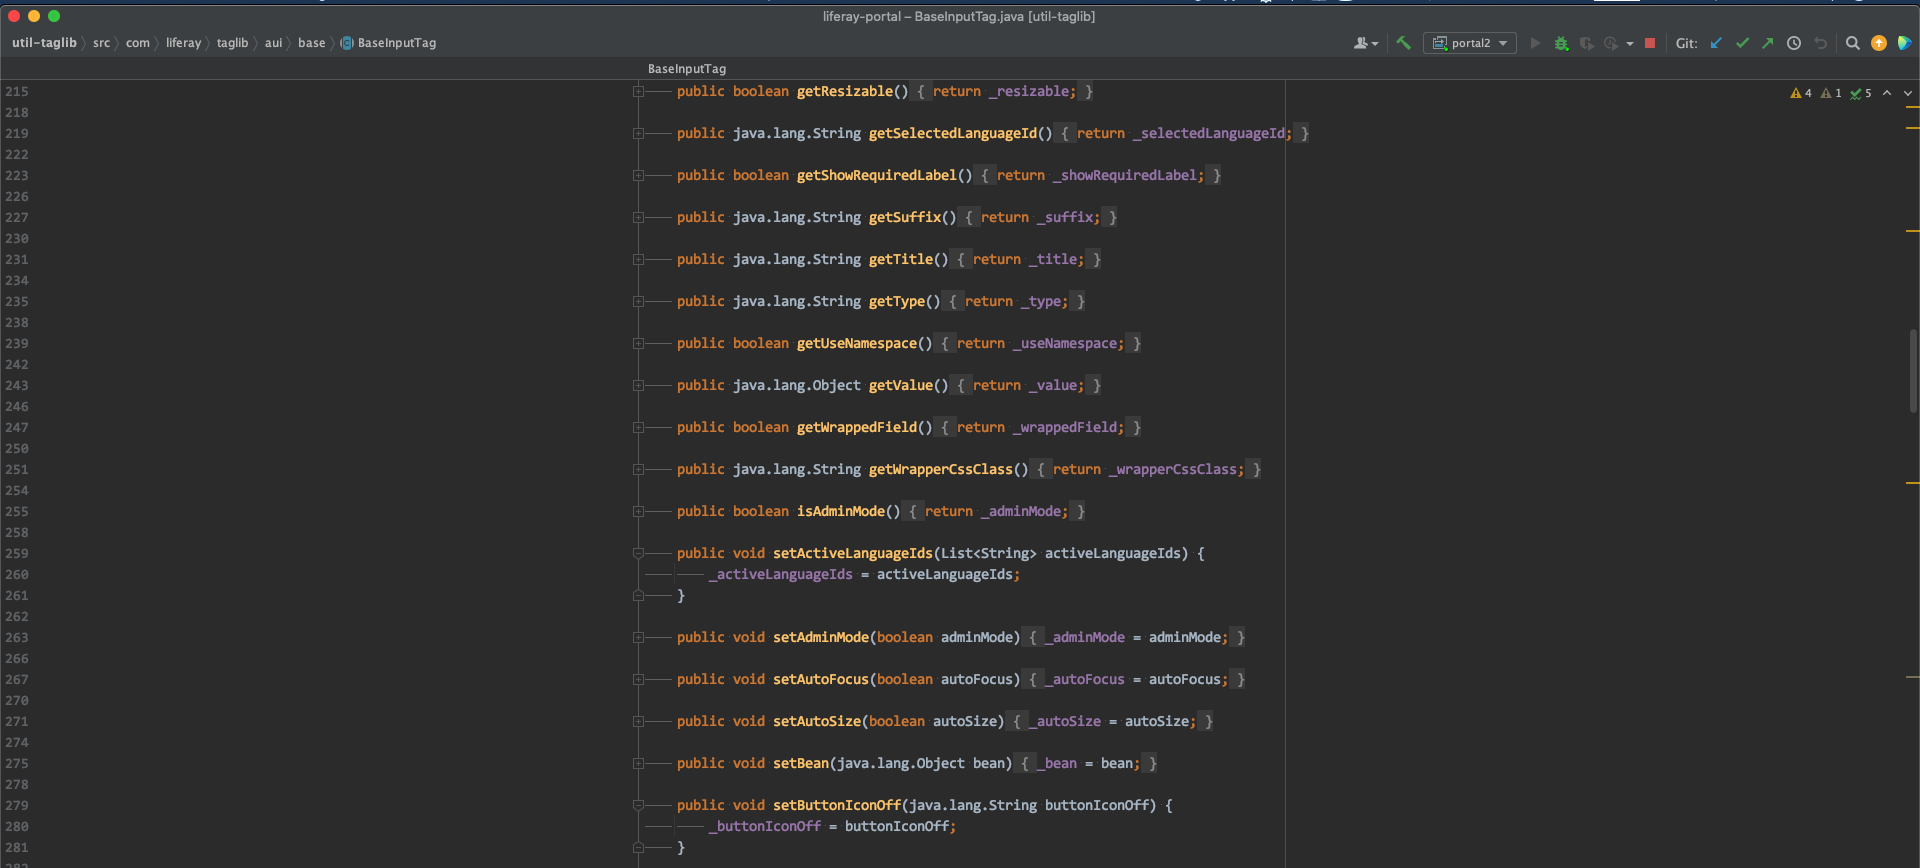 liferay-portal – BaseInputTag.java [util-taglib]
util-taglib src com liferay taglib aui base BaseInputTag portal2 Git:
BaseInputTag
4 1 5
215 public boolean getResizable() { return _resizable; }
218
219 public java.lang.String getSelectedLanguageId() { return _selectedLanguageId; }
222
223 public boolean getShowRequiredLabel() { return _showRequiredLabel; }
226
227 public java.lang.String getSuffix() { return _suffix; }
230
231 public java.lang.String getTitle() { return _title; }
234
235 public java.lang.String getType() { return _type; }
238
239 public boolean getUseNamespace() { return _useNamespace; }
242
243 public java.lang.Object getValue() { return _value; }
246
247 public boolean getWrappedField() { return _wrappedField; }
250
251 public java.lang.String getWrapperCssClass() { return _wrapperCssClass; }
254
255 public boolean isAdminMode() { return _adminMode; }
258
259 public void setActiveLanguageIds(List<String> activeLanguageIds) {
260 _activeLanguageIds = activeLanguageIds;
261 }
262
263 public void setAdminMode(boolean adminMode) { _adminMode = adminMode; }
266
267 public void setAutoFocus(boolean autoFocus) { _autoFocus = autoFocus; }
270
271 public void setAutoSize(boolean autoSize) { _autoSize = autoSize; }
274
275 public void setBean(java.lang.Object bean) { _bean = bean; }
278
279 public void setButtonIconOff(java.lang.String buttonIconOff) {
280 _buttonIconOff = buttonIconOff;
281 }